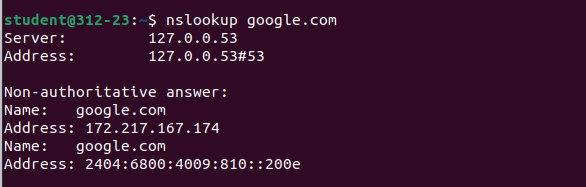 student@312-23:~$ nslookup google.com
Server:         127.0.0.53
Address:        127.0.0.53#53

Non-authoritative answer:
Name:   google.com
Address: 172.217.167.174
Name:   google.com
Address: 2404:6800:4009:810::200e